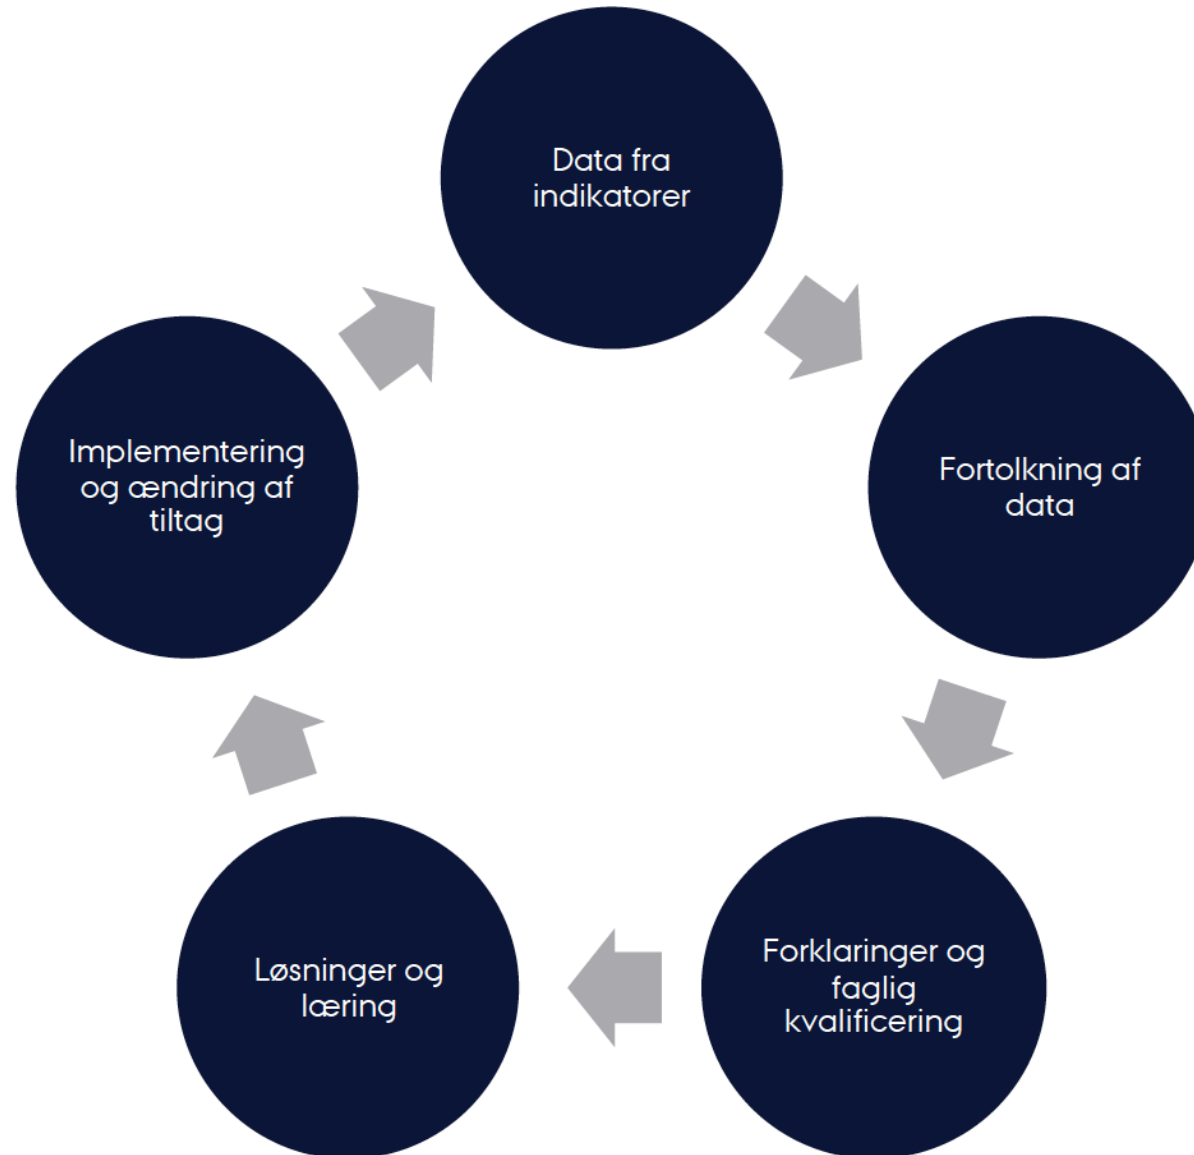 Data fra
indikatorer
Fortolkning af
data
Forklaringer og
faglig
kvalificering
Løsninger og
læring
Implementering
og ændring af
tiltag